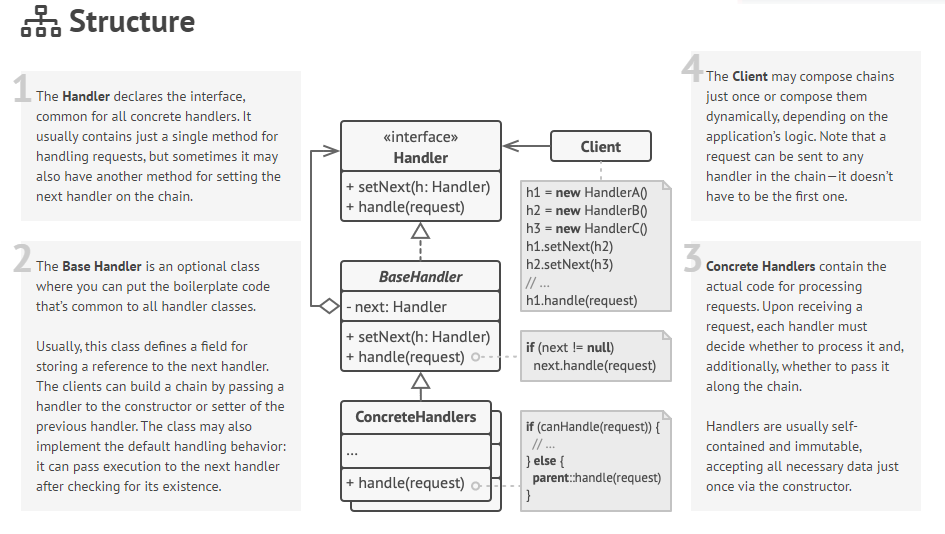 Structure
1
The Handler declares the interface,
common for all concrete handlers. It
usually contains just a single method for
handling requests, but sometimes it may
also have another method for setting the
next handler on the chain.
2
The Base Handler is an optional class
where you can put the boilerplate code
that's common to all handler classes.
Usually, this class defines a field for
storing a reference to the next handler.
The clients can build a chain by passing a
handler to the constructor or setter of the
previous handler. The class may also
implement the default handling behavior:
it can pass execution to the next handler
after checking for its existence.
«interface»
Handler
+ setNext(h: Handler)
+ handle(request)
BaseHandler
- next: Handler
+ setNext(h: Handler)
+ handle(request)
ConcreteHandlers
...
+ handle(request)
Client
h1 = new HandlerA()
h2 = new HandlerB()
h3 = new HandlerC()
h1.setNext(h2)
h2.setNext(h3)
// ...
h1.handle(request)
if (next != null)
next.handle(request)
if (canHandle(request)) {
// ...
} else {
parent::handle(request)
}
4
The Client may compose chains
just once or compose them
dynamically, depending on the
application's logic. Note that a
request can be sent to any
handler in the chain—it doesn't
have to be the first one.
3
Concrete Handlers contain the
actual code for processing
requests. Upon receiving a
request, each handler must
decide whether to process it and,
additionally, whether to pass it
along the chain.
Handlers are usually self-
contained and immutable,
accepting all necessary data just
once via the constructor.